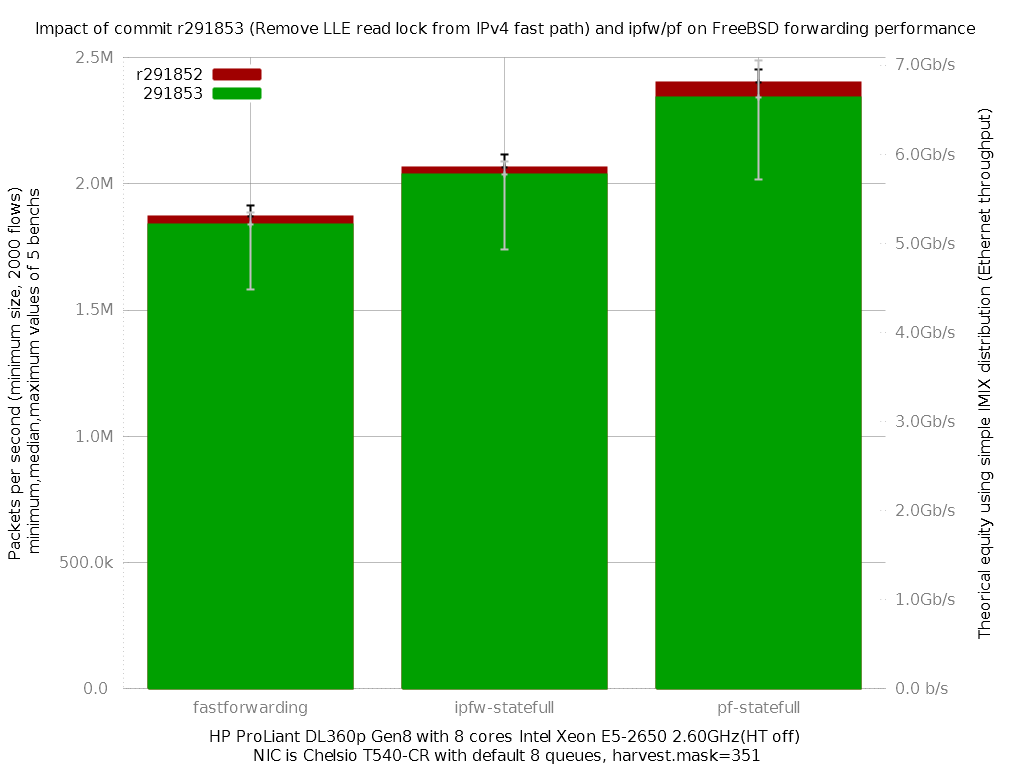 Impact of commit r291853 (Remove LLE read lock from IPv4 fast path) and ipfw/pf on FreeBSD forwarding performance
Packets per second (minimum size, 2000 flows)
minimum,median,maximum values of 5 benchs
2.5M
2.0M
1.5M
1.0M
500.0k
0.0
r291852
291853
7.0Gb/s
6.0Gb/s
5.0Gb/s
4.0Gb/s
3.0Gb/s
2.0Gb/s
1.0Gb/s
0.0 b/s
Theorical equity using simple IMIX distribution (Ethernet throughput)
fastforwarding
ipfw-statefull
pf-statefull
HP ProLiant DL360p Gen8 with 8 cores Intel Xeon E5-2650 2.60GHz(HT off)
NIC is Chelsio T540-CR with default 8 queues, harvest.mask=351